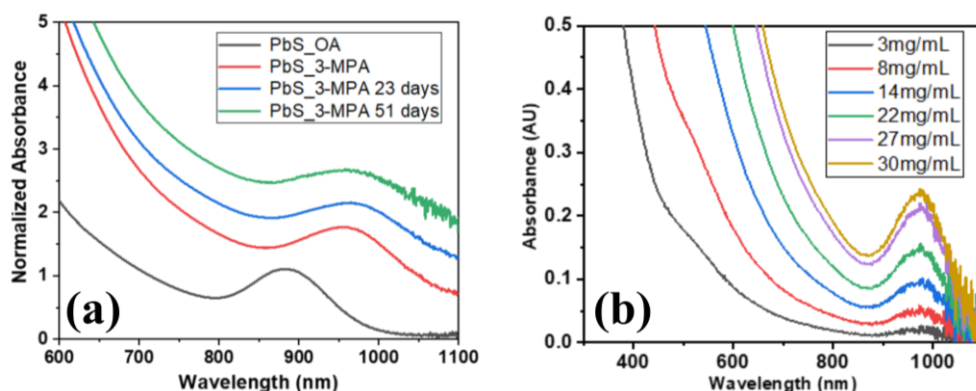 (a)
Normalized Absorbance
5
4
3
2
1
0
PbS_OA
PbS_3-MPA
PbS_3-MPA 23 days
PbS_3-MPA 51 days
600 700 800 900 1000 1100
Wavelength (nm)
(b)
Absorbance (AU)
0.5
0.4
0.3
0.2
0.1
0.0
3mg/mL
8mg/mL
14mg/mL
22mg/mL
27mg/mL
30mg/mL
400 600 800 1000
Wavelength (nm)